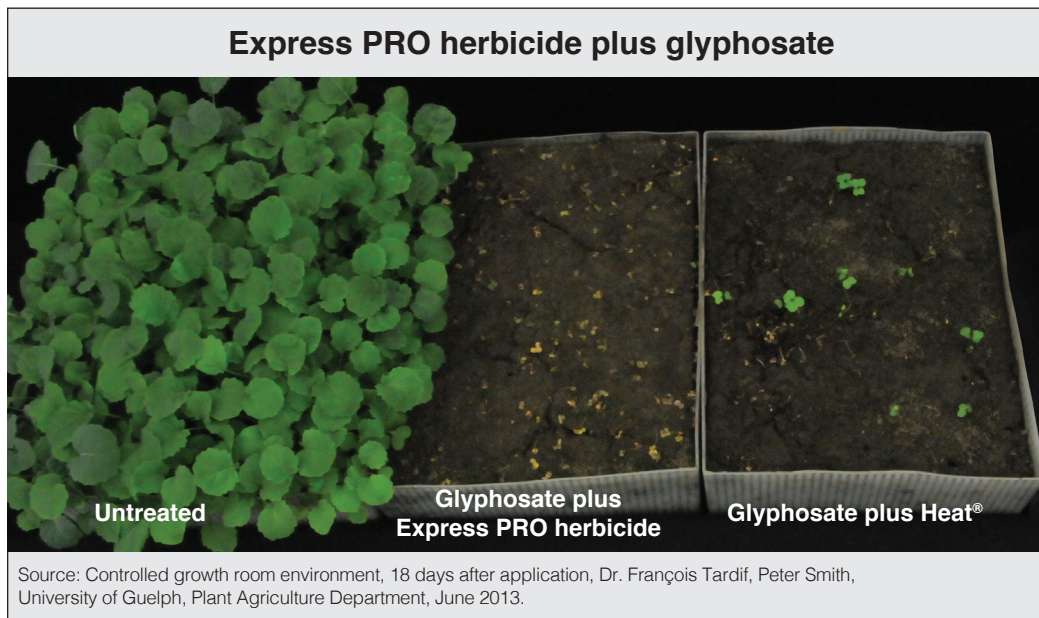 Express PRO herbicide plus glyphosate
Untreated
Glyphosate plus
Express PRO herbicide
Glyphosate plus Heat®
Source: Controlled growth room environment, 18 days after application, Dr. François Tardif, Peter Smith,
University of Guelph, Plant Agriculture Department, June 2013.